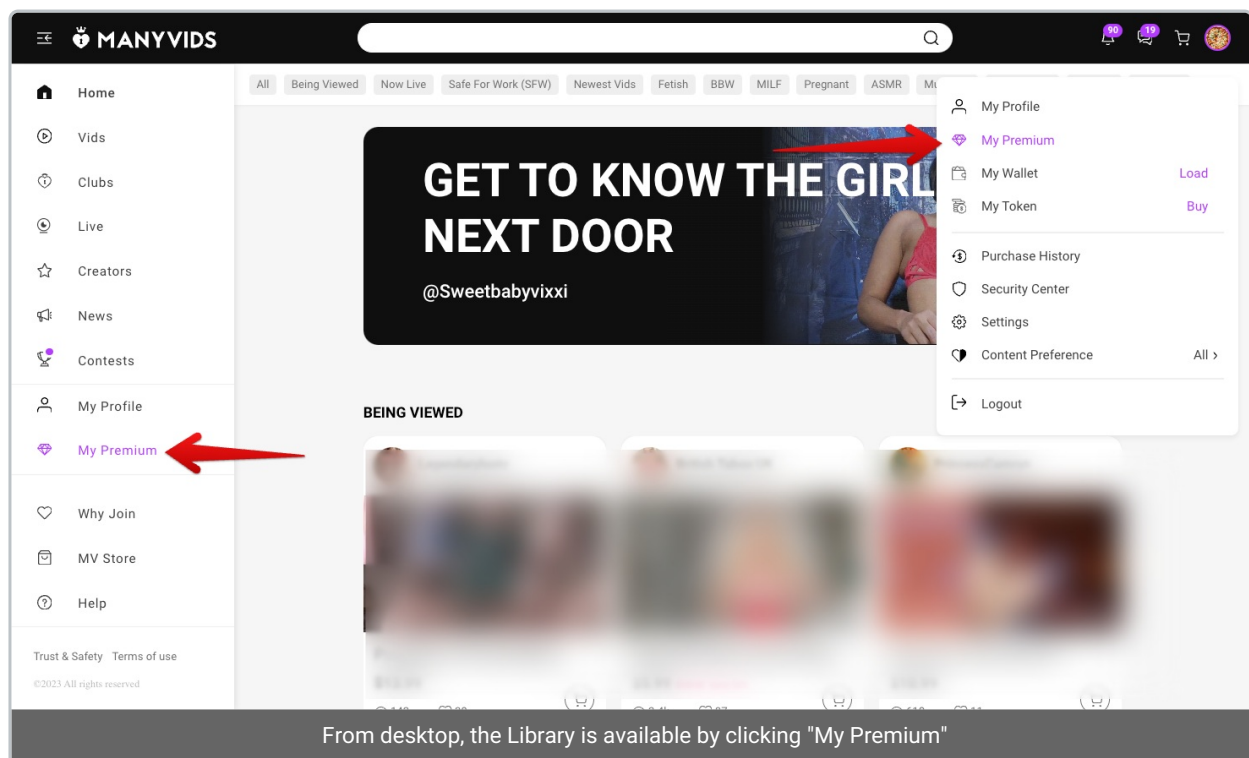 MANYVIDS
90
19
Home
Vids
Clubs
Live
Creators
News
Contests
My Profile
My Premium
Why Join
MV Store
Help
Trust & Safety Terms of use
©2023 All rights reserved
All Being Viewed Now Live Safe For Work (SFW) Newest Vids Fetish BBW MILF Pregnant ASMR
GET TO KNOW THE GIRL
NEXT DOOR
@Sweetbabyvixxi
My Profile
My Premium
My Wallet Load
My Token Buy
Purchase History
Security Center
Settings
Content Preference All >
Logout
BEING VIEWED
From desktop, the Library is available by clicking "My Premium"